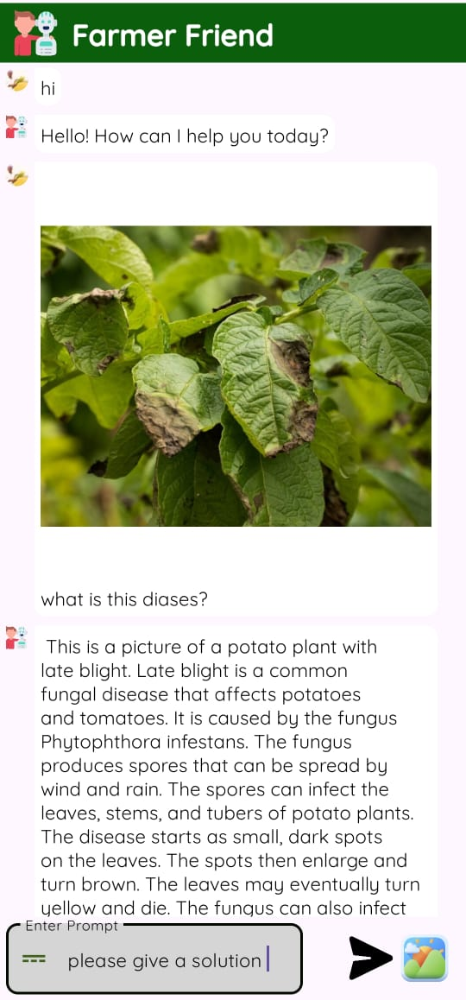 Farmer Friend
hi
Hello! How can I help you today?
what is this diases?
This is a picture of a potato plant with
late blight. Late blight is a common
fungal disease that affects potatoes
and tomatoes. It is caused by the fungus
Phytophthora infestans. The fungus
produces spores that can be spread by
wind and rain. The spores can infect the
leaves, stems, and tubers of potato plants.
The disease starts as small, dark spots
on the leaves. The spots then enlarge and
turn brown. The leaves may eventually turn
yellow and die. The fungus can also infect
Enter Prompt
please give a solution